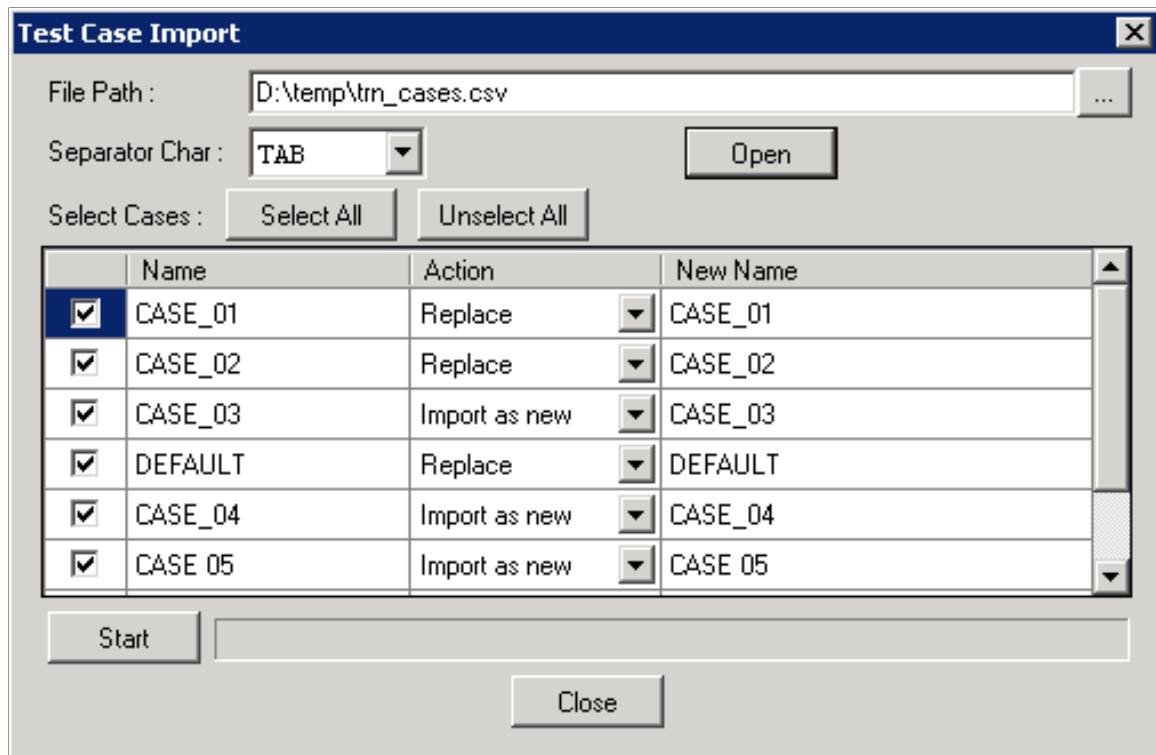 Test Case Import
File Path : D:\temp\trn_cases.csv ...
Separator Char : TAB Open
Select Cases : Select All Unselect All
Name Action New Name
CASE_01 Replace CASE_01
CASE_02 Replace CASE_02
CASE_03 Import as new CASE_03
DEFAULT Replace DEFAULT
CASE_04 Import as new CASE_04
CASE 05 Import as new CASE 05
Start
Close